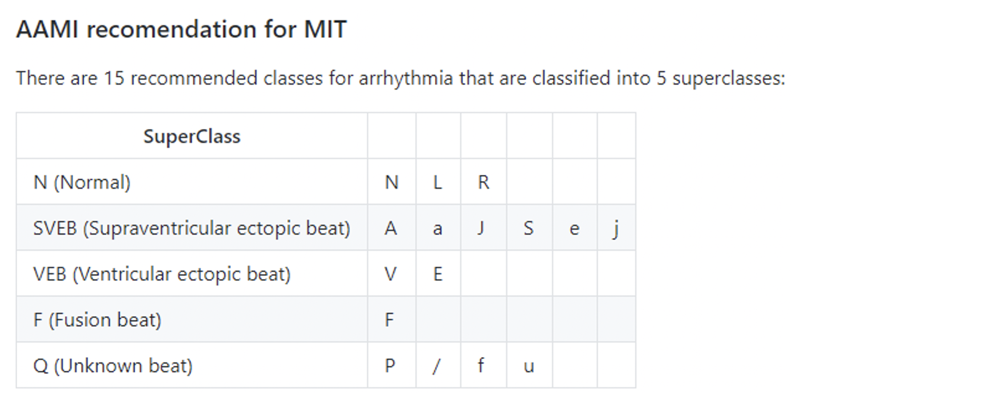 AAMI recomendation for MIT
There are 15 recommended classes for arrhythmia that are classified into 5 superclasses:
SuperClass
N (Normal) N L R
SVEB (Supraventricular ectopic beat) A a J S e j
VEB (Ventricular ectopic beat) V E
F (Fusion beat) F
Q (Unknown beat) P / f u